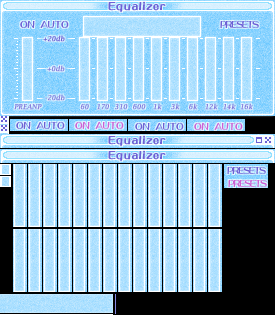 Equalizer
ON AUTO PRESETS
+20db
+0db
20db
PREAMP 60 170 310 600 1k 3k 6k 12k 14k 16k
ON AUTO ON AUTO ON AUTO ON AUTO
Equalizer
Equalizer
PRESETS
PRESETS